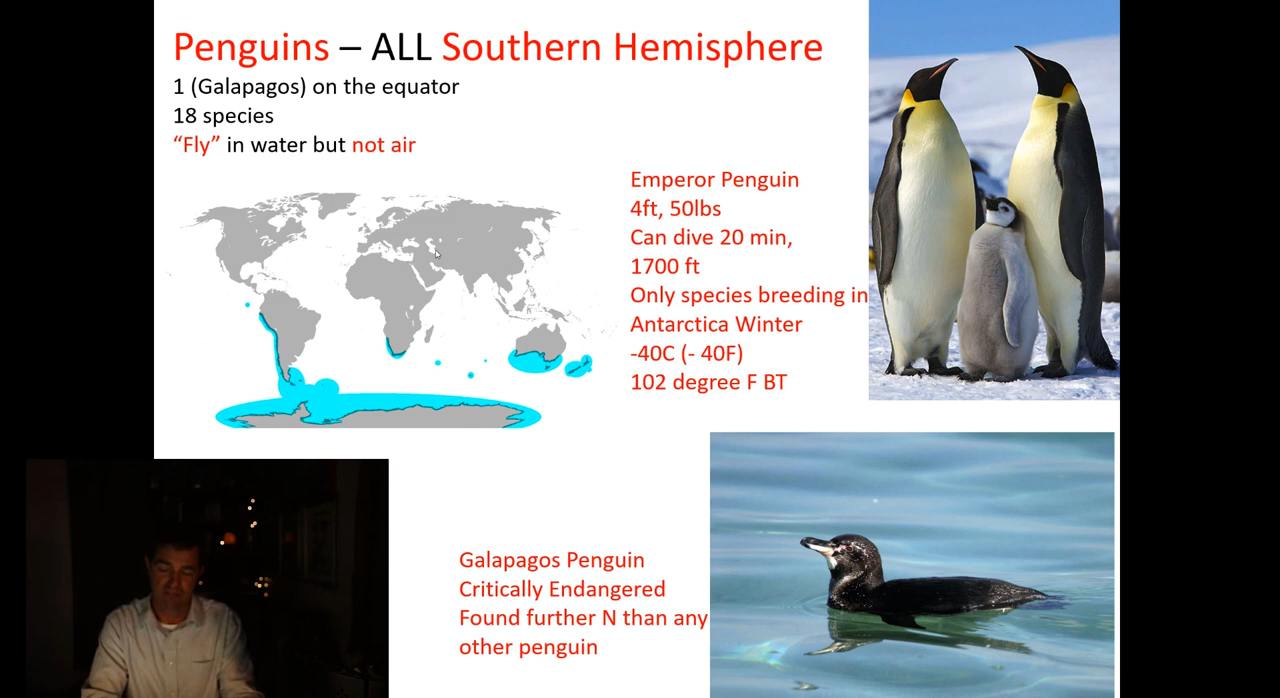 Penguins – ALL Southern Hemisphere
1 (Galapagos) on the equator
18 species
“Fly” in water but not air
Emperor Penguin
4ft, 50lbs
Can dive 20 min,
1700 ft
Only species breeding in
Antarctica Winter
-40C (- 40F)
102 degree F BT
Galapagos Penguin
Critically Endangered
Found further N than any
other penguin